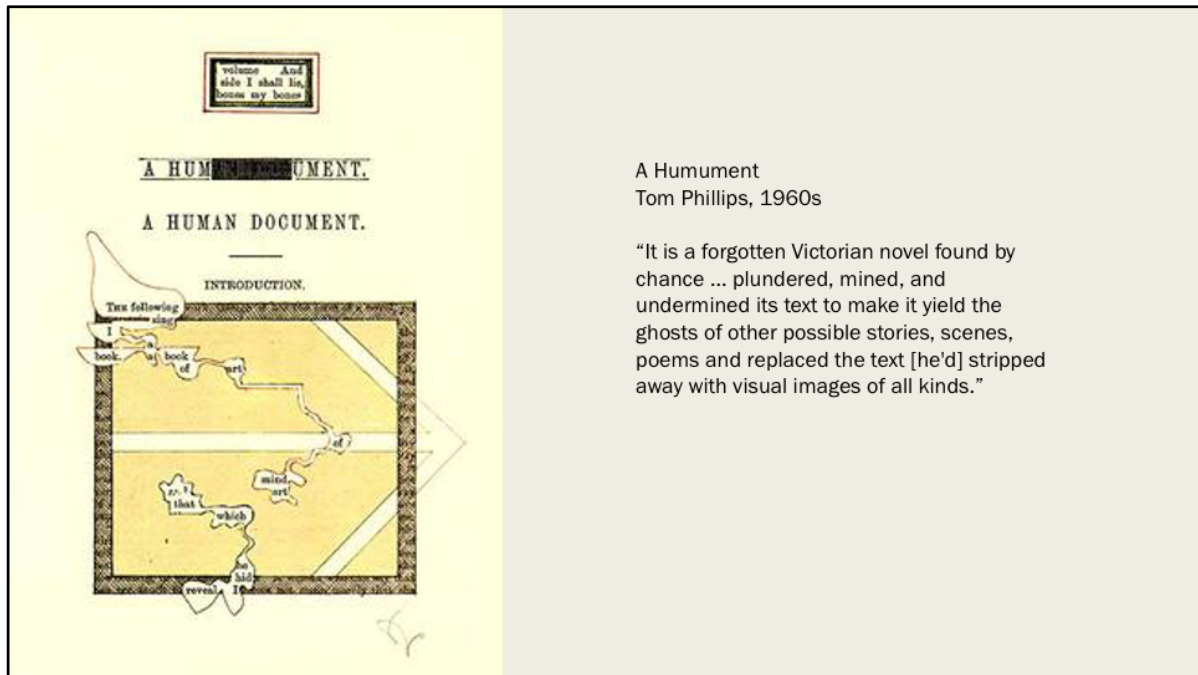 volume And
side I shall lie,
bones my bones
A HUM UMENT.
A HUMAN DOCUMENT.
INTRODUCTION.
THE following
sing
I
a
book.
a book
of
art
of
mind
art
that
which
he
hid
reveal I
A Humument
Tom Phillips, 1960s
“It is a forgotten Victorian novel found by
chance ... plundered, mined, and
undermined its text to make it yield the
ghosts of other possible stories, scenes,
poems and replaced the text [he'd] stripped
away with visual images of all kinds.”